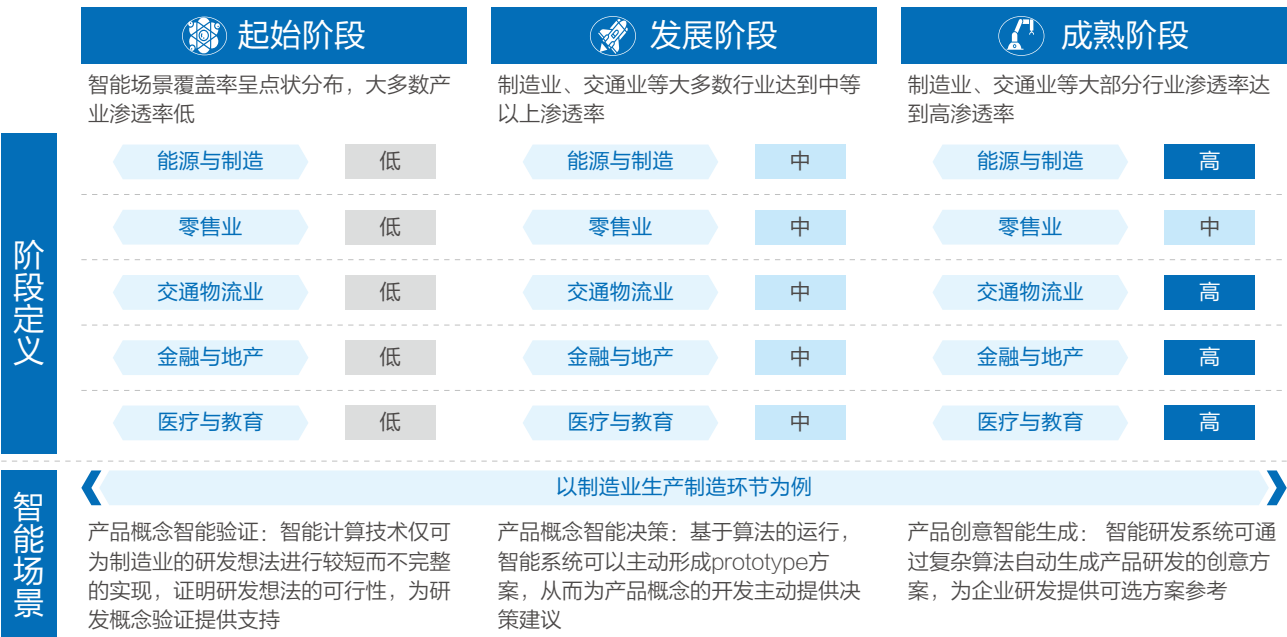 起始阶段
智能场景覆盖率呈点状分布，大多数产
业渗透率低
发展阶段
制造业、交通业等大多数行业达到中等
以上渗透率
成熟阶段
制造业、交通业等大部分行业渗透率达
到高渗透率
阶段定义
能源与制造 低 能源与制造 中 能源与制造 高
零售业 低 零售业 中 零售业 中
交通物流业 低 交通物流业 中 交通物流业 高
金融与地产 低 金融与地产 中 金融与地产 高
医疗与教育 低 医疗与教育 中 医疗与教育 高
智能场景
以制造业生产制造环节为例
产品概念智能验证：智能计算技术仅可
为制造业的研发想法进行较短而不完整
的实现，证明研发想法的可行性，为研
发概念验证提供支持
产品概念智能决策：基于算法的运行，
智能系统可以主动形成prototype方
案，从而为产品概念的开发主动提供决
策建议
产品创意智能生成： 智能研发系统可通
过复杂算法自动生成产品研发的创意方
案，为企业研发提供可选方案参考